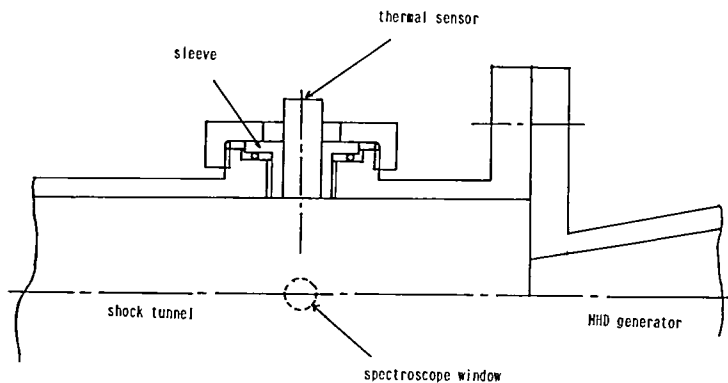 thermal sensor
sleeve
shock tunnel
MHD generator
spectroscope window